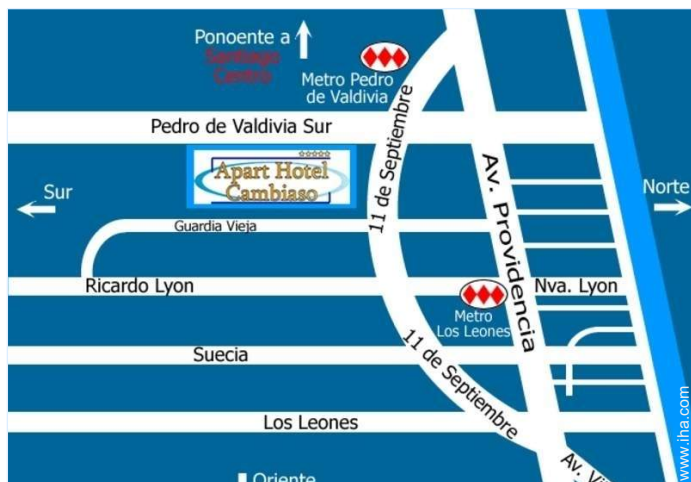 Ponoente a
Santiago
Centro
Metro Pedro
de Valdivia
Pedro de Valdivia Sur
11 de Septiembre
Apart Hotel
Cambiaso
Sur
Norte
Av. Providencia
Guardia Vieja
Ricardo Lyon
Nva. Lyon
Metro
Los Leones
Suecia
11 de Septiembre
Los Leones
Oriente
Av. Vi
www.iha.com